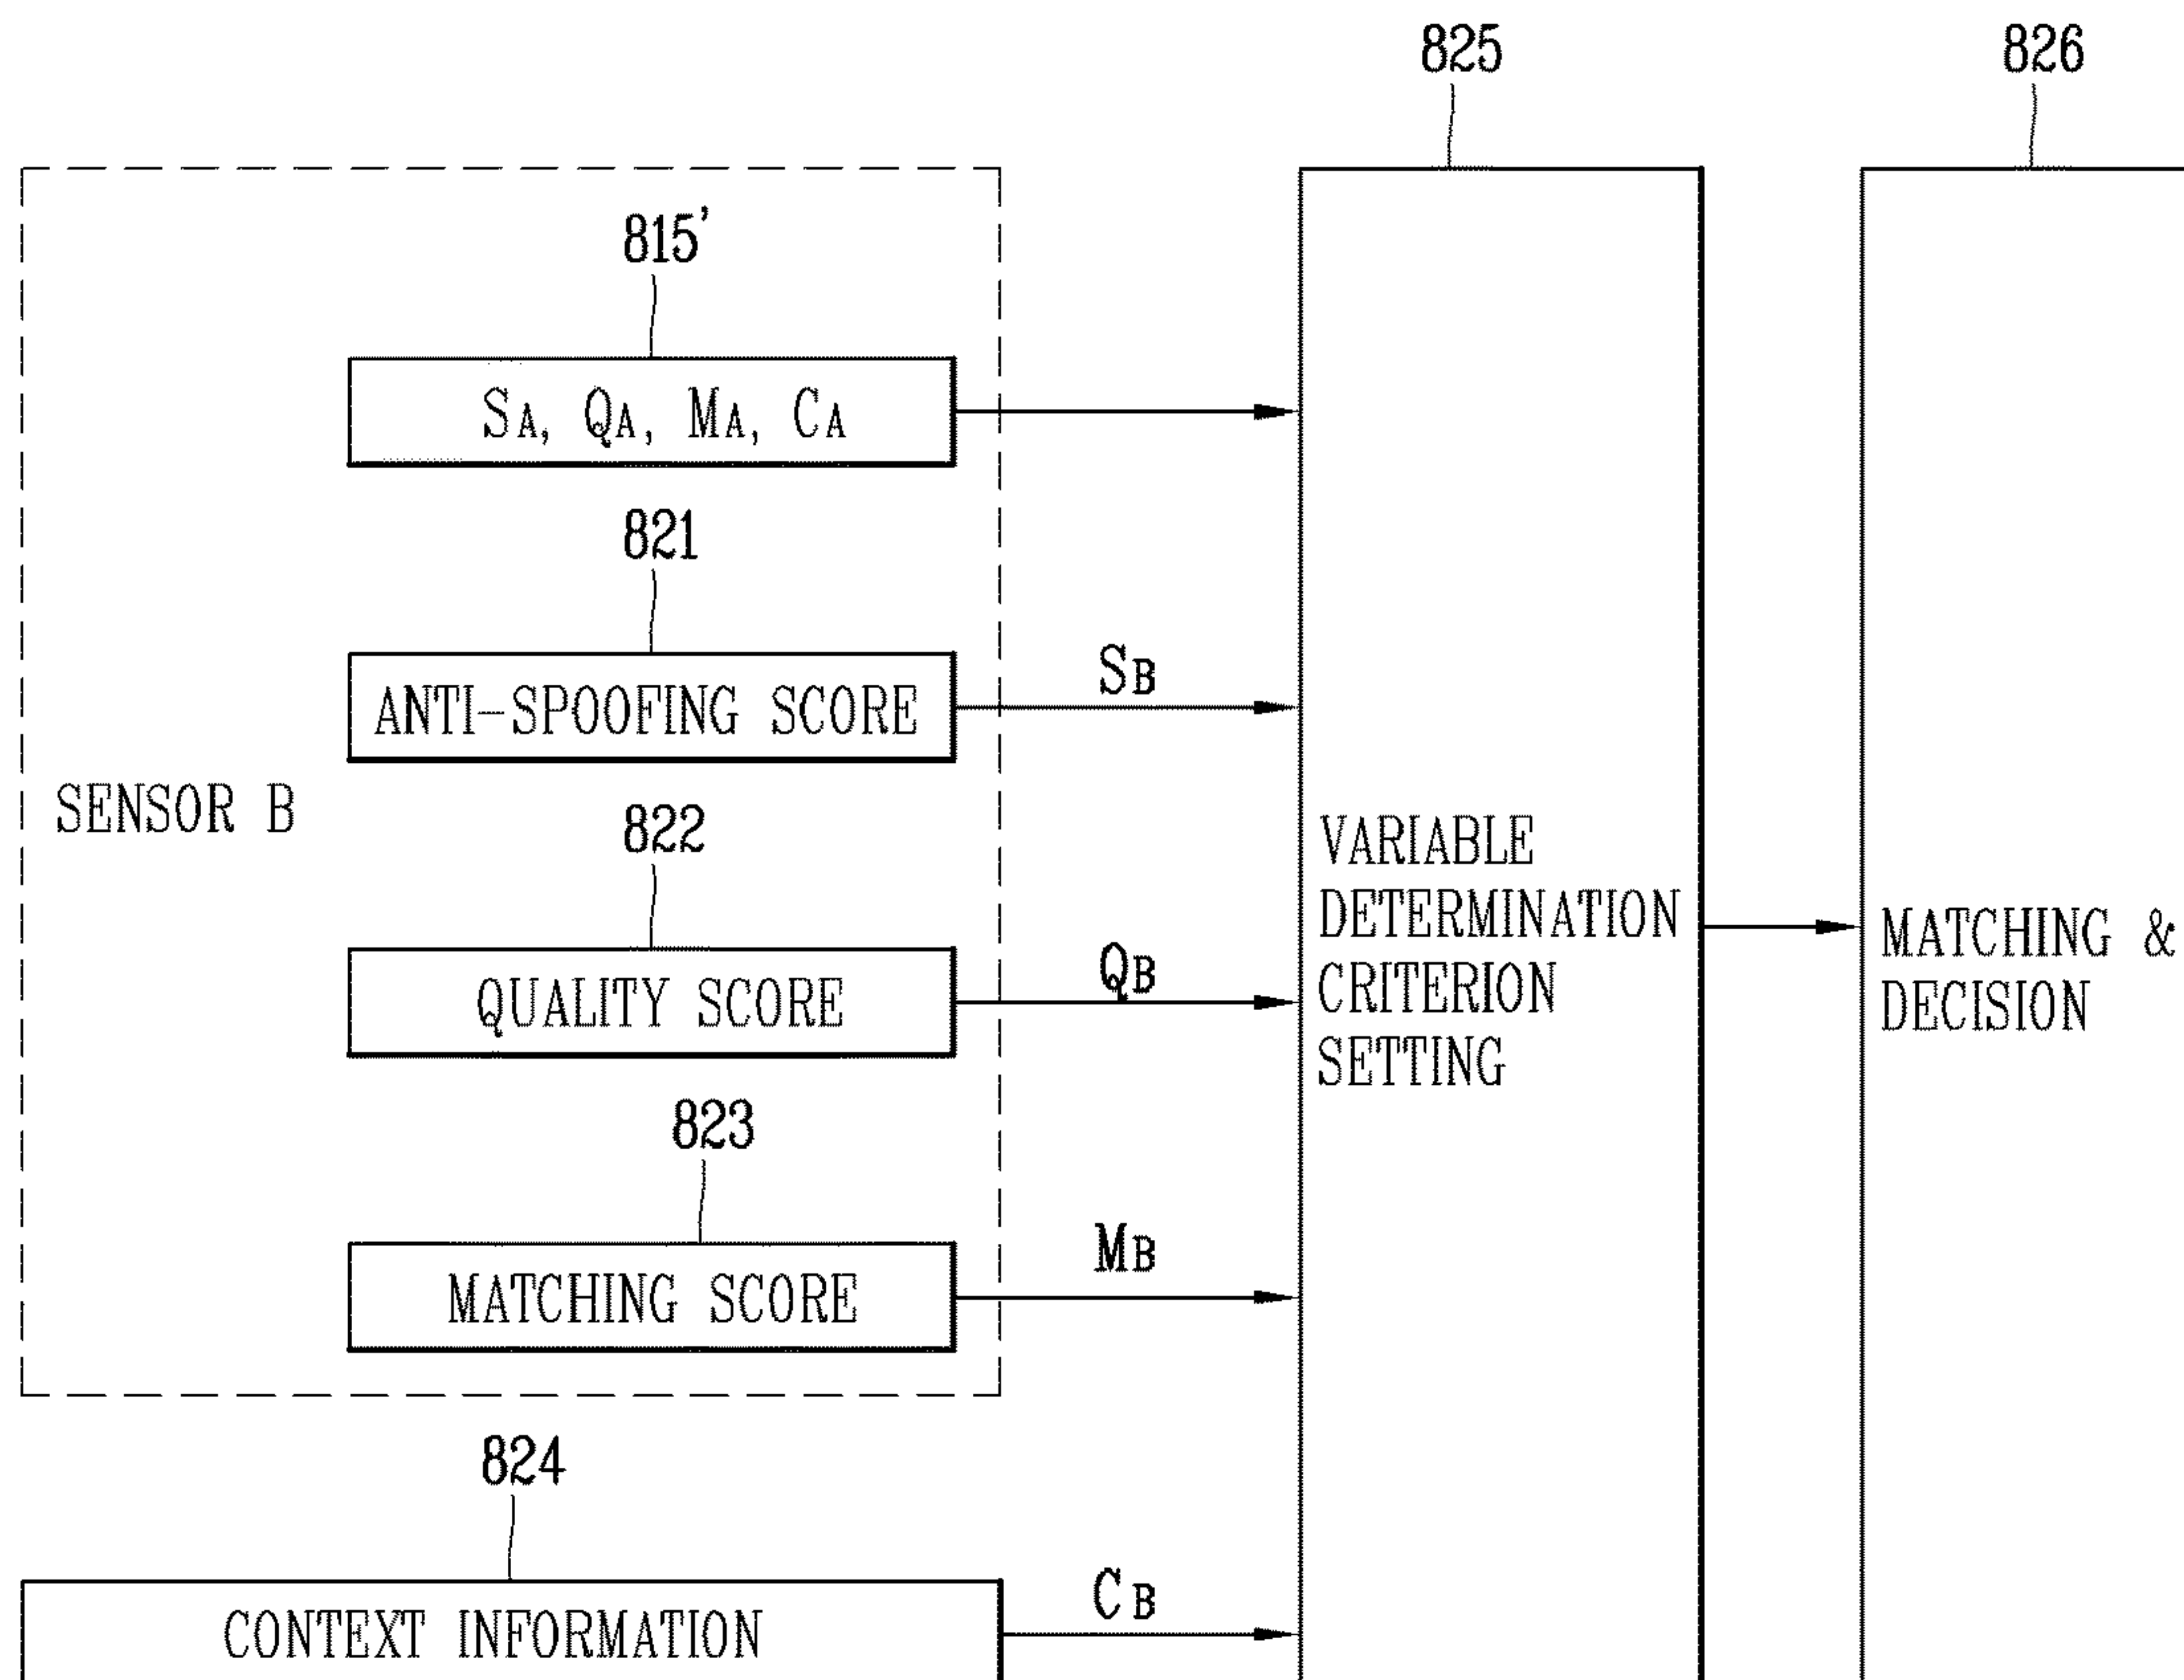 825
826
815'
SA, QA, MA, CA
821
ANTI-SPOOFING SCORE
SB
SENSOR B
822
QUALITY SCORE
QB
VARIABLE
DETERMINATION
CRITERION
SETTING
MATCHING &
DECISION
823
MATCHING SCORE
MB
824
CONTEXT INFORMATION
CB